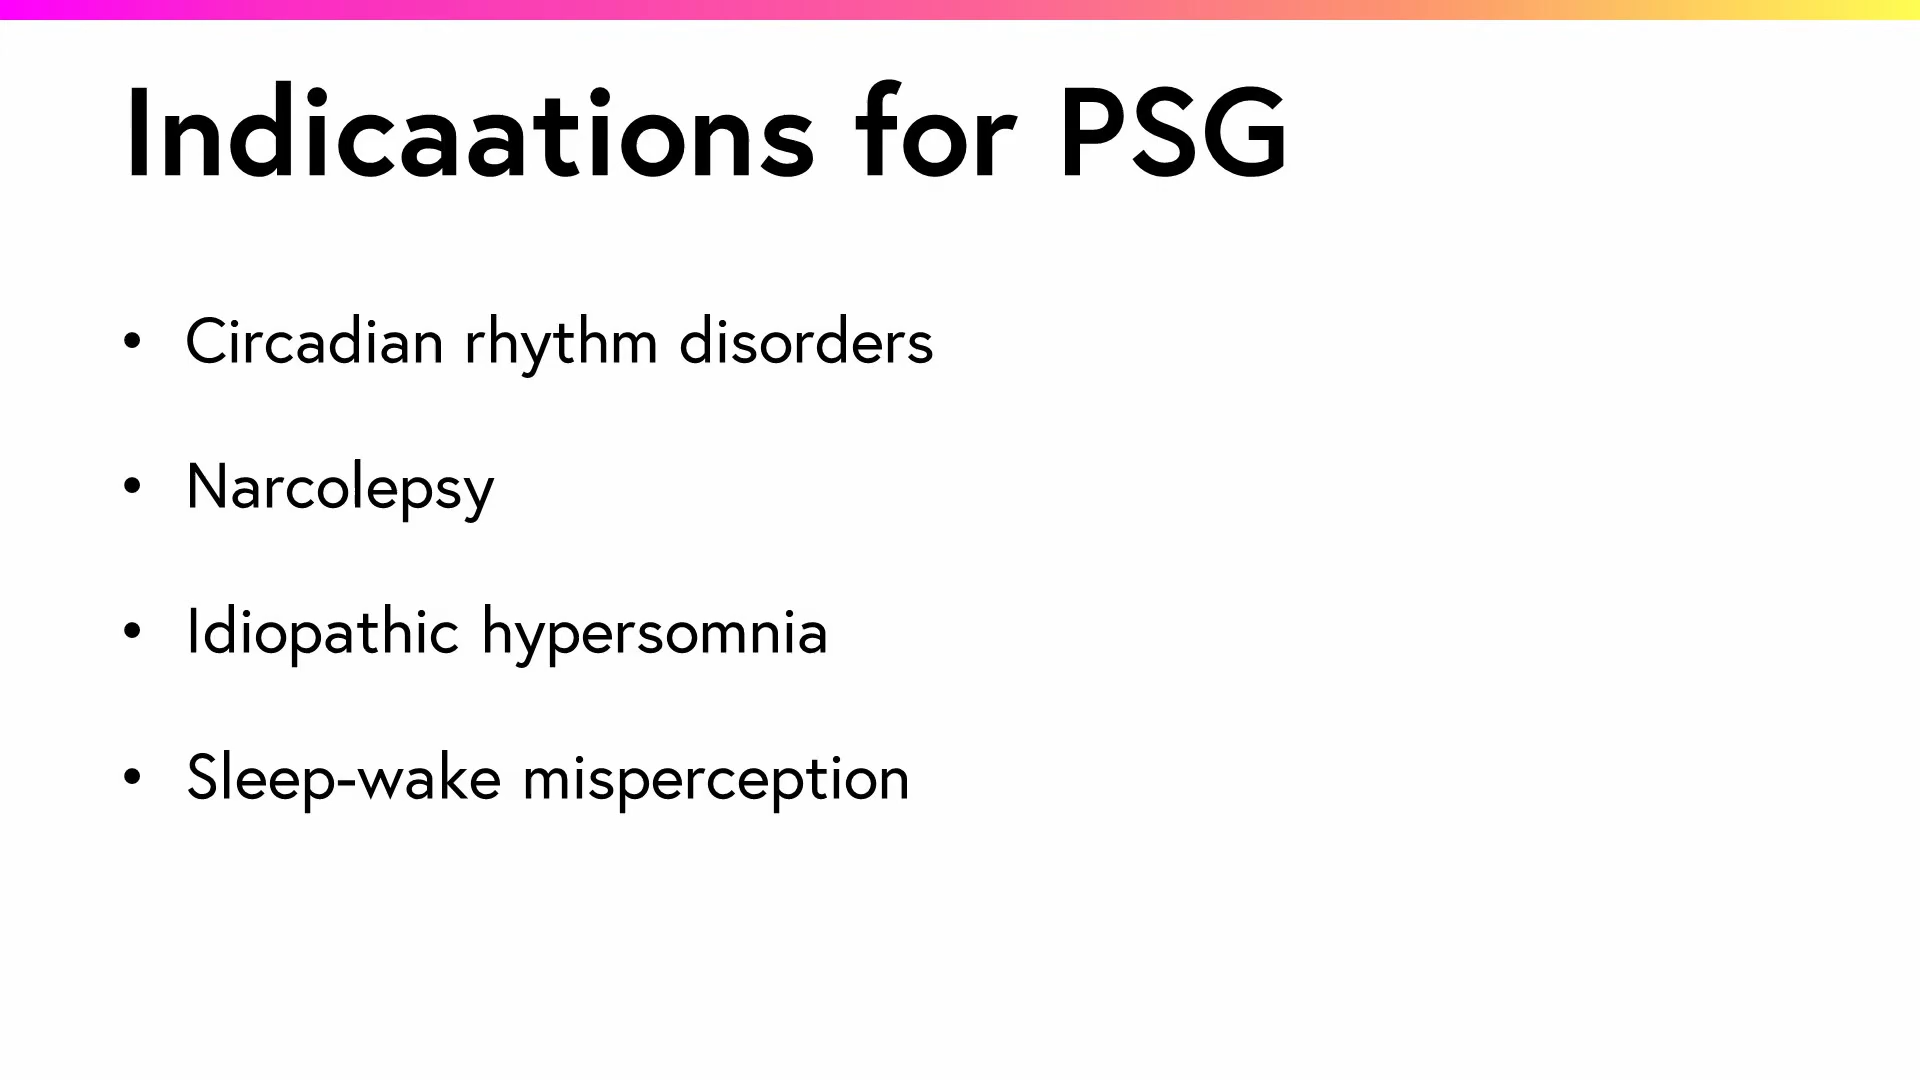 Indicaations for PSG
• Circadian rhythm disorders
• Narcolepsy
• Idiopathic hypersomnia
• Sleep-wake misperception